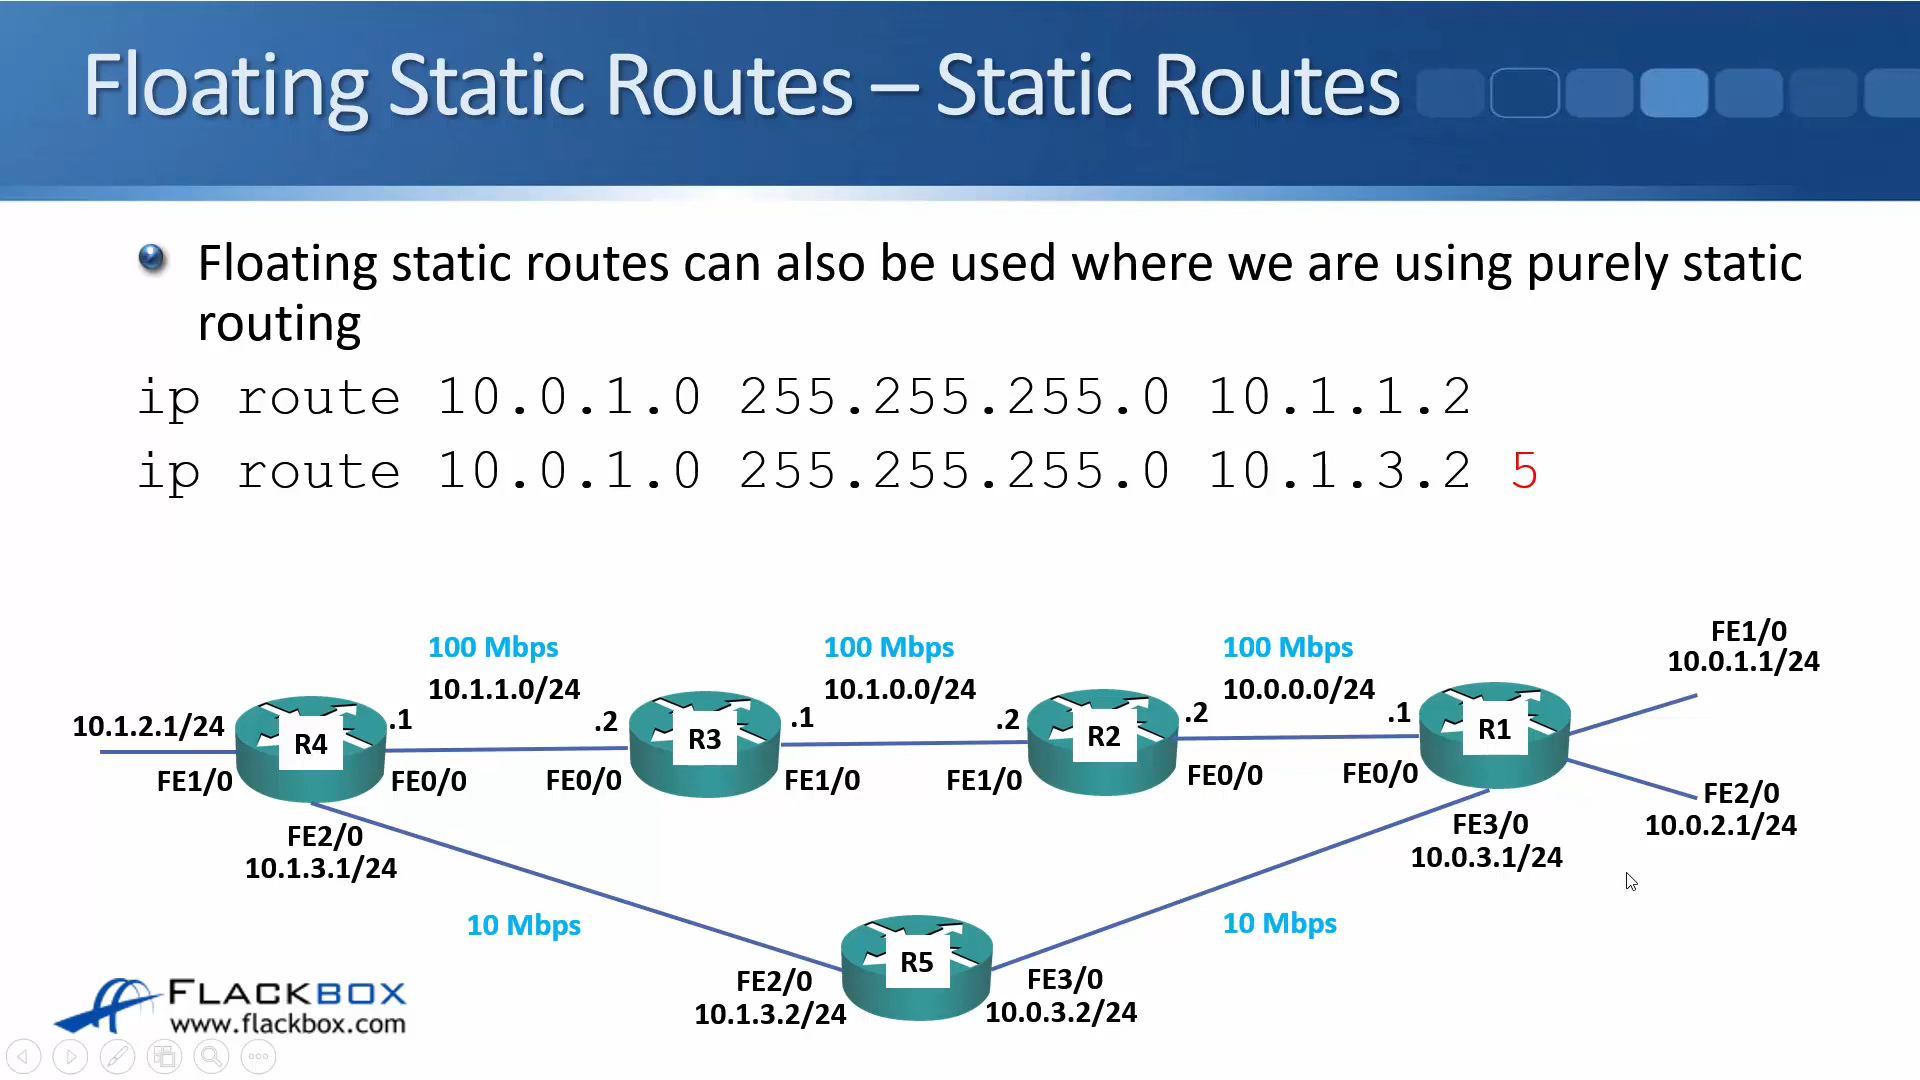 Floating Static Routes – Static Routes
Floating static routes can also be used where we are using purely static
routing
ip route 10.0.1.0 255.255.255.0 10.1.1.2
ip route 10.0.1.0 255.255.255.0 10.1.3.2 5
100 Mbps
10.1.1.0/24
100 Mbps
10.1.0.0/24
100 Mbps
10.0.0.0/24
FE1/0
10.0.1.1/24
10.1.2.1/24
R4
.1
.2
R3
.1
.2
R2
.2
.1
R1
FE1/0
FE0/0
FE0/0
FE1/0
FE1/0
FE0/0
FE0/0
FE2/0
10.0.2.1/24
FE2/0
10.1.3.1/24
FE3/0
10.0.3.1/24
10 Mbps
10 Mbps
R5
FE2/0
10.1.3.2/24
FE3/0
10.0.3.2/24
FLACKBOX
www.flackbox.com